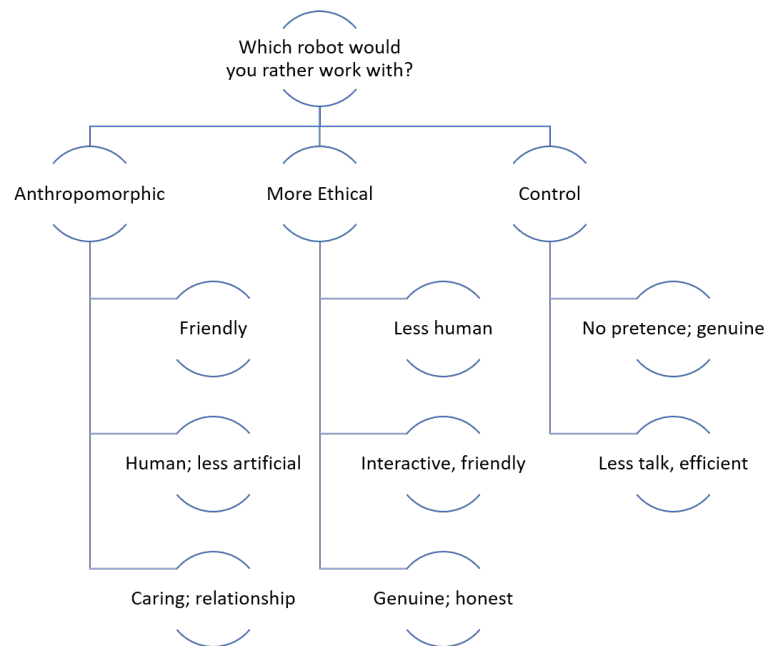 Which robot would
you rather work with?
Anthropomorphic
More Ethical
Control
Friendly
Less human
No pretence; genuine
Human; less artificial
Interactive, friendly
Less talk, efficient
Caring; relationship
Genuine; honest